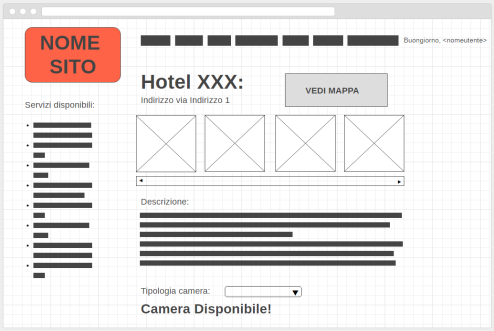 NOME
SITO
Buongiorno, <nomeutente>
Servizi disponibili:
Hotel XXX:
Indirizzo via Indirizzo 1
VEDI MAPPA
Descrizione:
Tipologia camera:
Camera Disponibile!